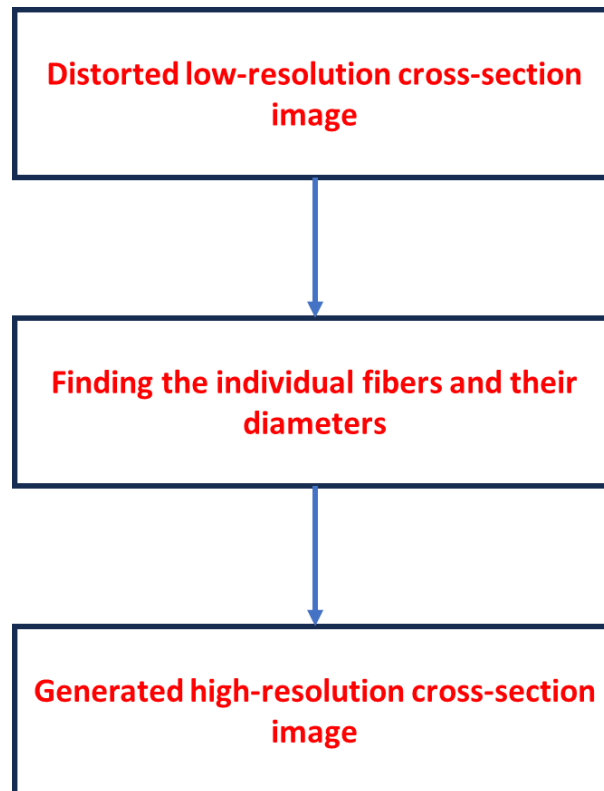 Distorted low-resolution cross-section
image
Finding the individual fibers and their
diameters
Generated high-resolution cross-section
image